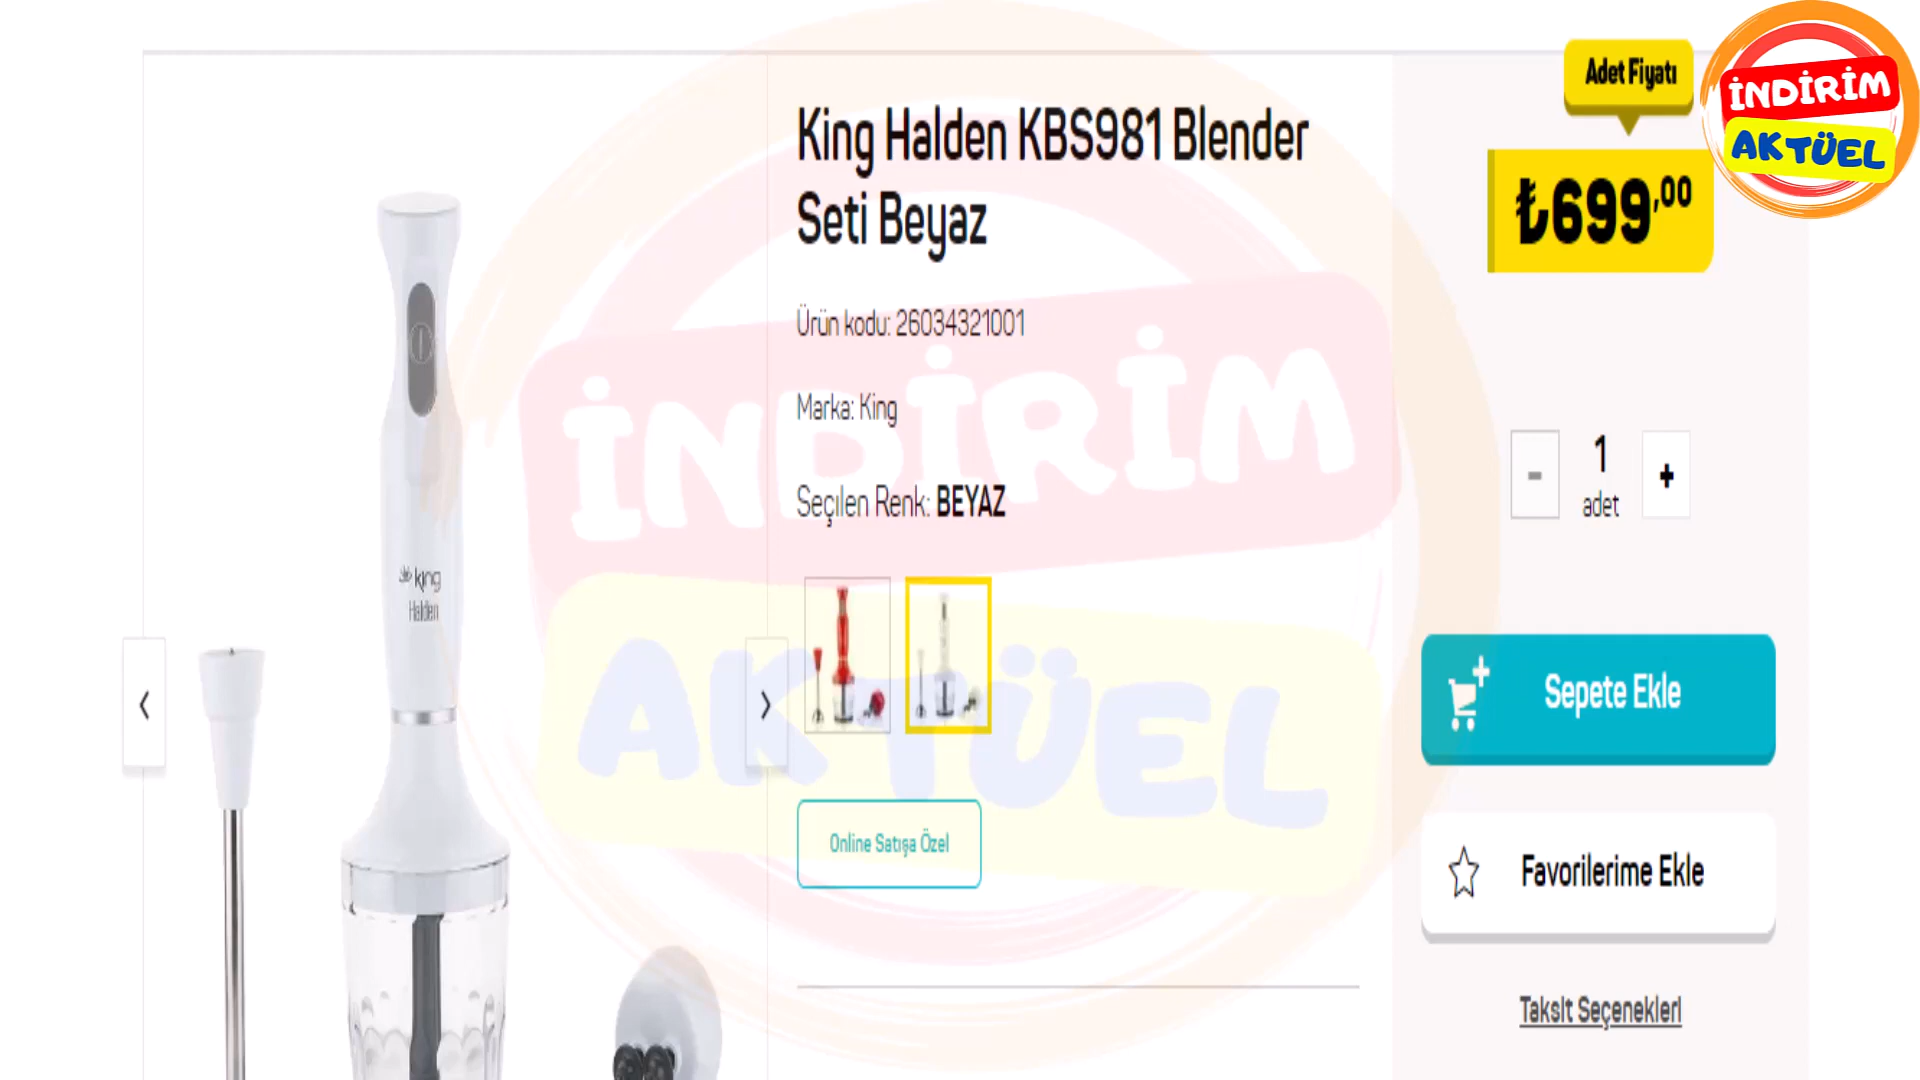 Adet Fiyatı
İNDİRİM
AKTÜEL
King Halden KBS981 Blender
Seti Beyaz
₺699,00
Ürün kodu: 26034321001
Marka: King
Seçilen Renk: BEYAZ
- 1 +
adet
king
Halden
İNDİRİM
AKTÜEL
Sepete Ekle
Online Satışa Özel
Favorilerime Ekle
Taksit Seçenekleri